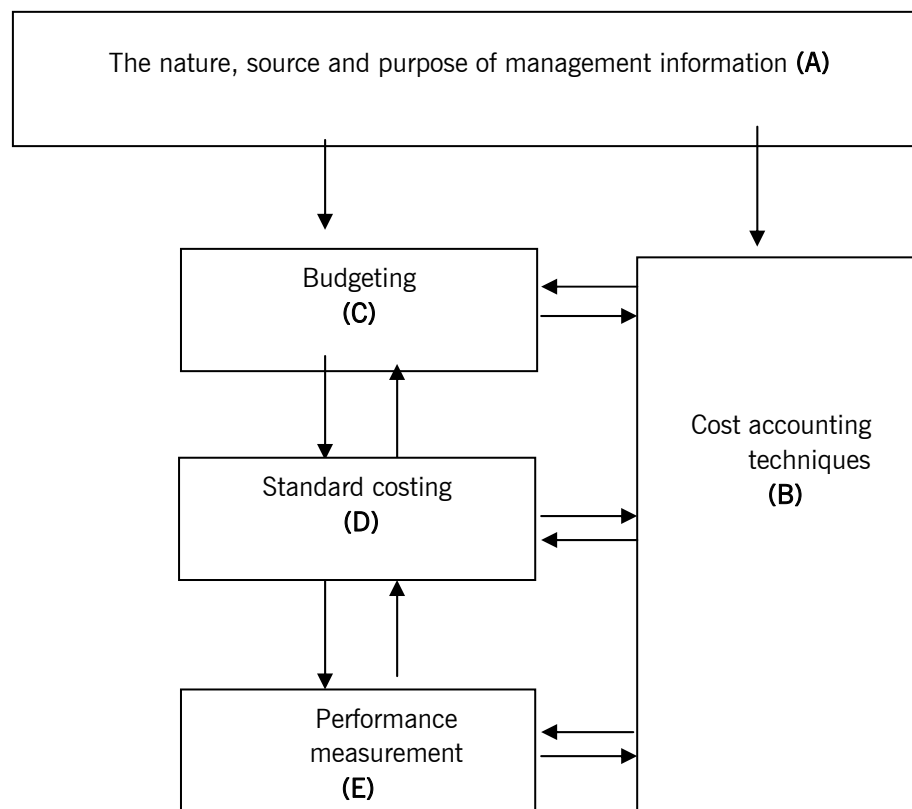 The nature, source and purpose of management information (A)
Budgeting
(C)
Cost accounting
techniques
(B)
Standard costing
(D)
Performance
measurement
(E)